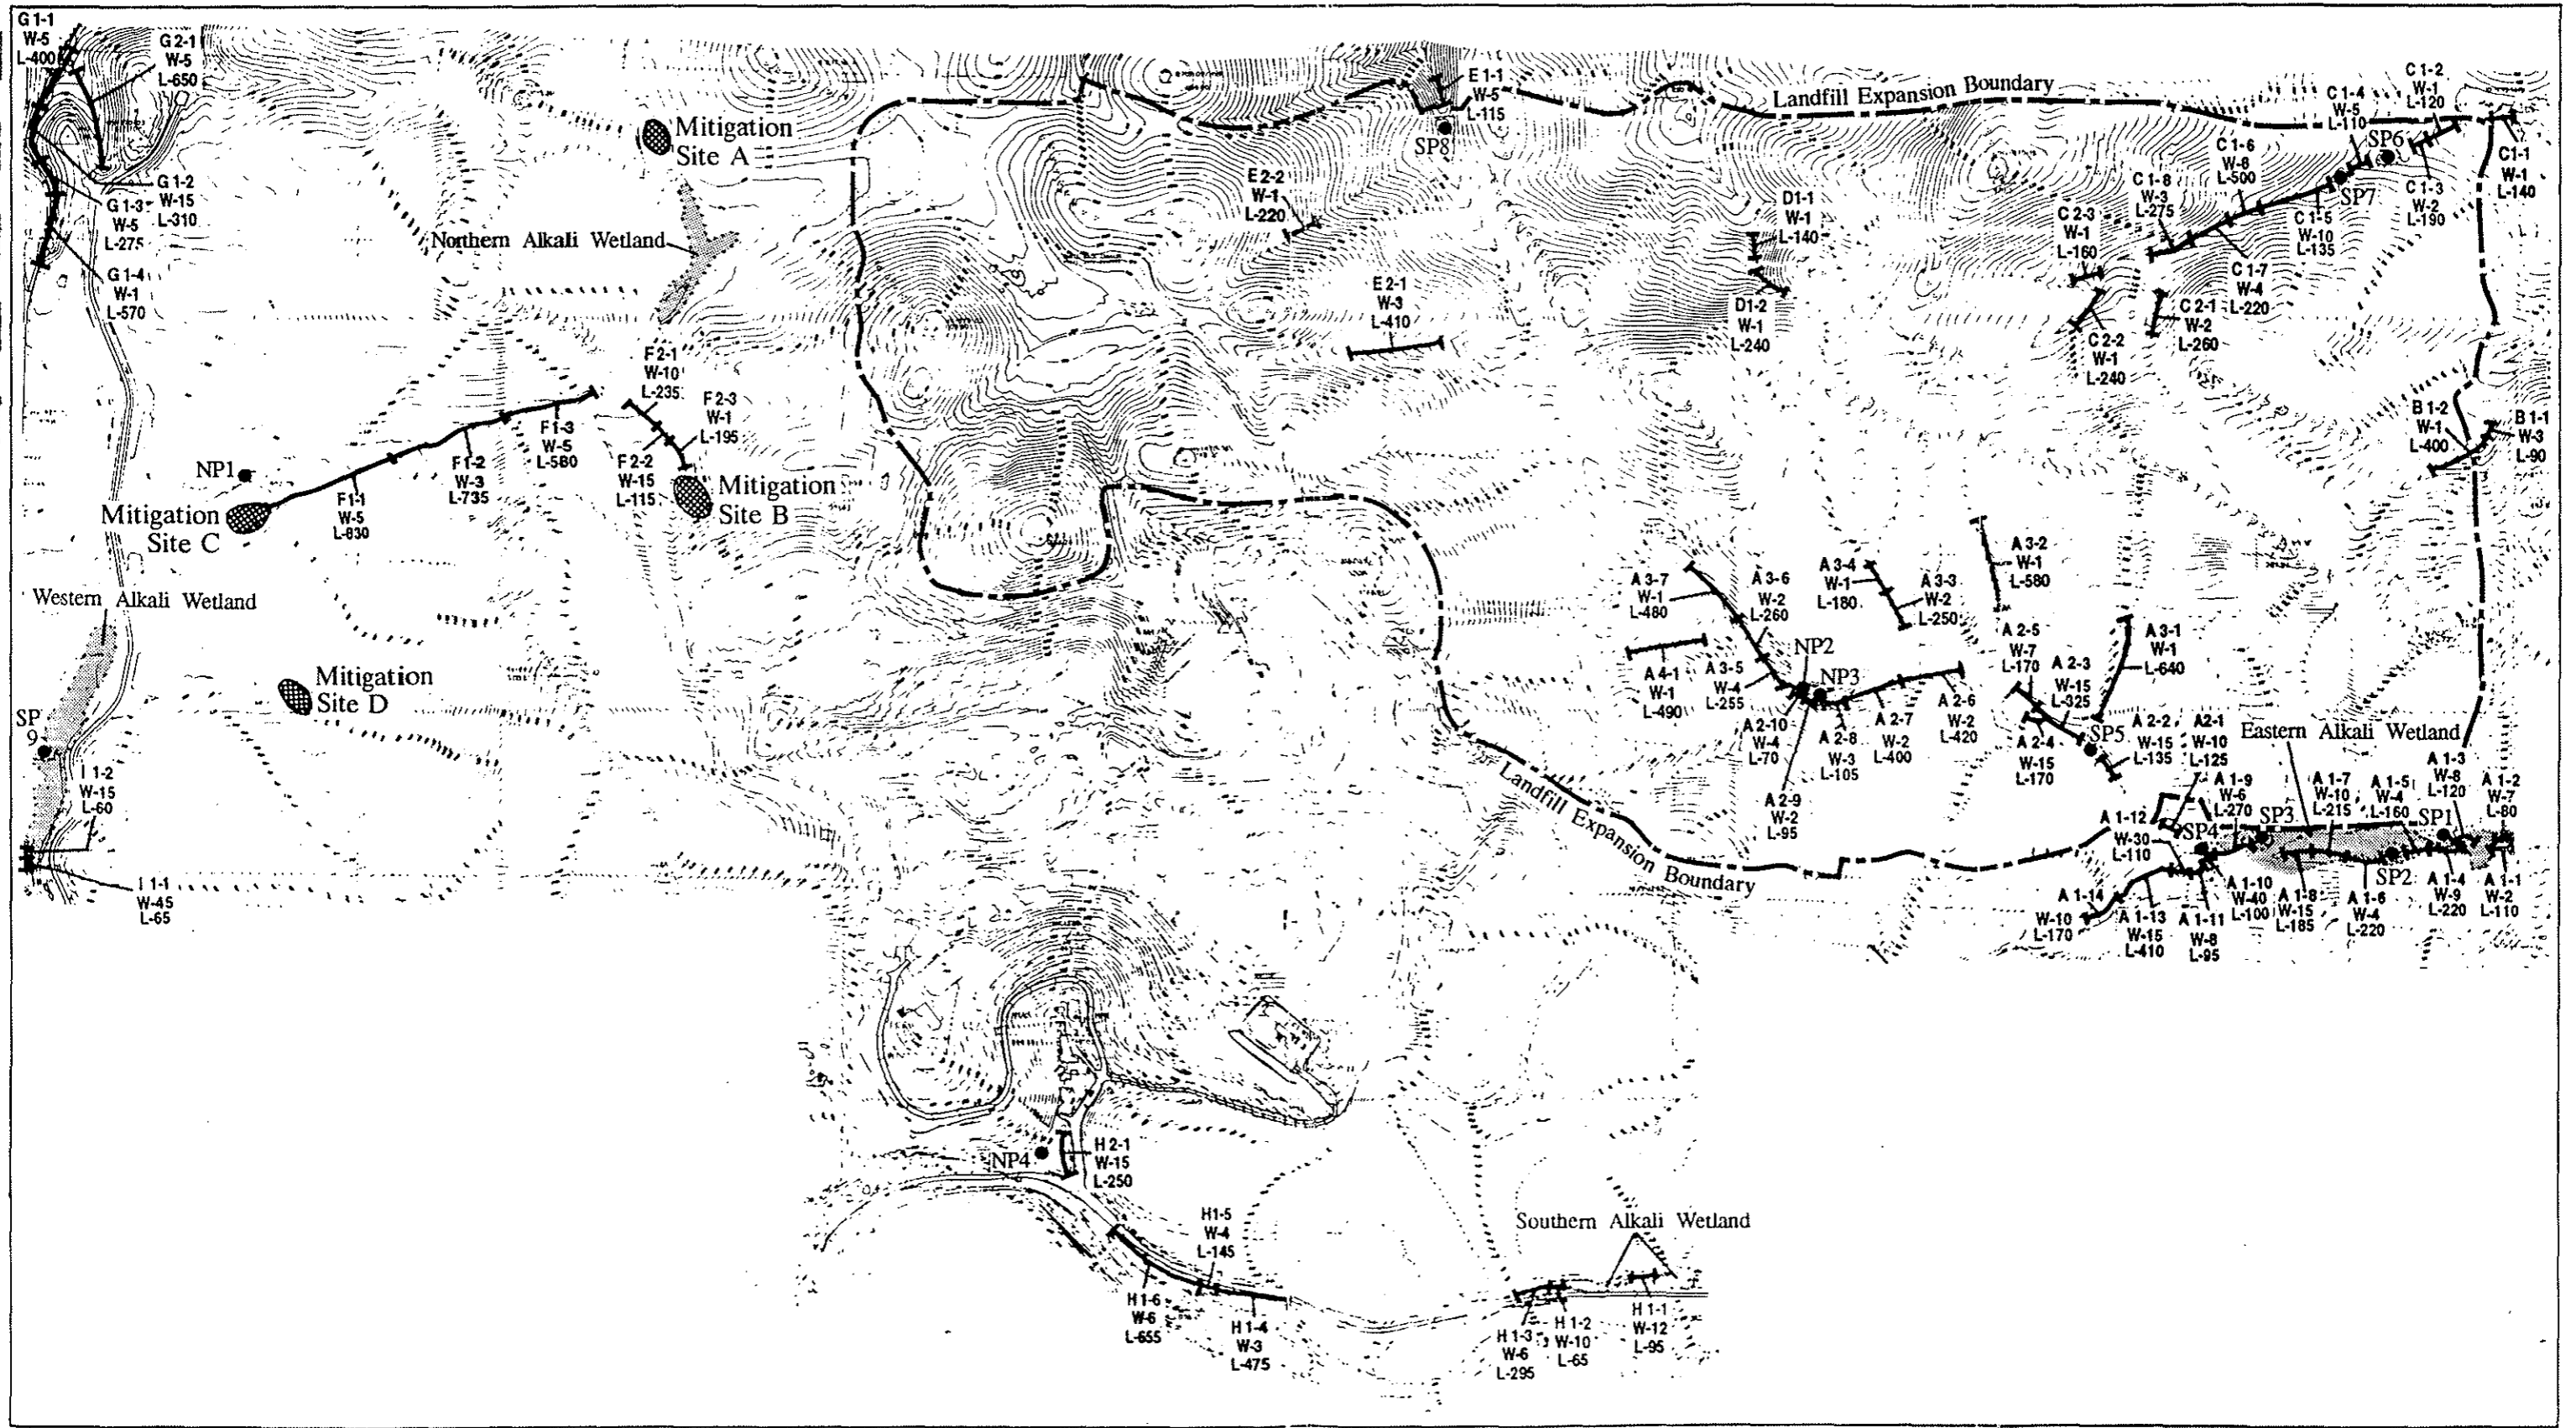 G 1-1
W-5
L-400
G 2-1
W-5
L-650
G 1-2
W-15
L-310
G 1-3
W-5
L-275
G 1-4
W-1
L-570
Mitigation
Site A
Northern Alkali Wetland
F 2-1
W-10
L-235
F 2-3
W-1
L-195
F 2-2
W-15
L-115
F1-3
W-5
L-580
F1-2
W-3
L-735
F1-1
W-5
L-830
NP1
Mitigation
Site C
Mitigation
Site B
Western Alkali Wetland
Mitigation
Site D
SP
9
I 1-2
W-15
L-60
I 1-1
W-45
L-65
E 1-1
W-5
L-115
SP8
E 2-2
W-1
L-220
E 2-1
W-3
L-410
Landfill Expansion Boundary
D1-1
W-1
L-140
D1-2
W-1
L-240
C 1-2
W-1
L-120
C 1-4
W-5
L-110
SP6
C1-1
W-1
L-140
C 1-3
W-2
L-190
SP7
C 1-6
W-8
L-500
C 1-5
W-10
L-135
C 1-8
W-3
L-275
C 1-7
W-4
L-220
C 2-3
W-1
L-160
C 2-1
W-2
L-260
C 2-2
W-1
L-240
B 1-2
W-1
L-400
B 1-1
W-3
L-90
A 3-7
W-1
L-480
A 3-6
W-2
L-260
A 3-4
W-1
L-180
A 3-3
W-2
L-250
A 3-2
W-1
L-580
A 4-1
W-1
L-490
A 3-5
W-4
L-255
NP2
NP3
A 2-10
W-4
L-70
A 2-9
W-2
L-95
A 2-8
W-3
L-105
A 2-7
W-2
L-400
A 2-6
W-2
L-420
A 2-5
W-7
L-170
A 2-3
W-15
L-325
A 3-1
W-1
L-640
A 2-4
W-15
L-170
SP5
A 2-2
W-15
L-135
A2-1
W-10
L-125
Eastern Alkali Wetland
Landfill Expansion Boundary
A 1-12
W-30
L-110
SP4
A 1-9
W-6
L-270
SP3
A 1-7
W-10
L-215
A 1-5
W-4
L-160
SP1
A 1-3
W-8
L-120
A 1-2
W-7
L-80
A 1-14
W-10
L-170
A 1-13
W-15
L-410
A 1-11
W-8
L-95
A 1-10
W-40
L-100
A 1-8
W-15
L-185
A 1-6
W-4
L-220
SP2
A 1-4
W-9
L-220
A 1-1
W-2
L-110
NP4
H 2-1
W-15
L-250
H1-5
W-4
L-145
H 1-6
W-6
L-655
H 1-4
W-3
L-475
Southern Alkali Wetland
H 1-3
W-6
L-295
H 1-2
W-10
L-65
H 1-1
W-12
L-95